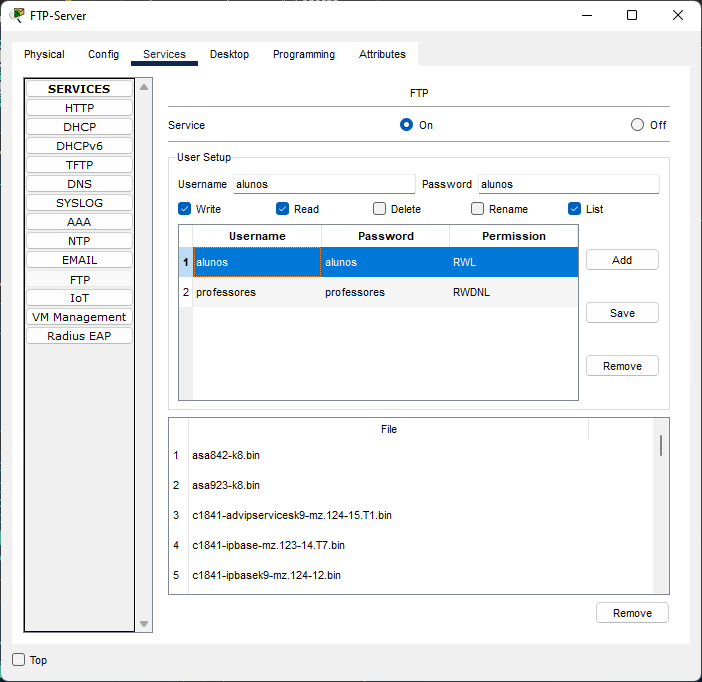 FTP-Server
Physical Config Services Desktop Programming Attributes
SERVICES
HTTP
DHCP
DHCPv6
TFTP
DNS
SYSLOG
AAA
NTP
EMAIL
FTP
IoT
VM Management
Radius EAP
FTP
Service On Off
User Setup
Username alunos Password alunos
Write Read Delete Rename List
Username Password Permission
1 alunos alunos RWL
2 professores professores RWDNL
Add
Save
Remove
File
1 asa842-k8.bin
2 asa923-k8.bin
3 c1841-advipservicesk9-mz.124-15.T1.bin
4 c1841-ipbase-mz.123-14.T7.bin
5 c1841-ipbasek9-mz.124-12.bin
Remove
Top